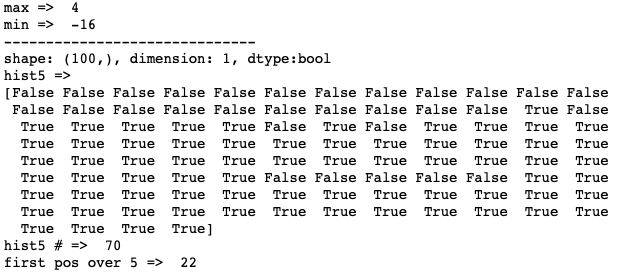 max =>  4
min =>  -16
------------------------------
shape: (100,), dimension: 1, dtype:bool
hist5 =>
[False False False False False False False False False False False False
 False False False False False False False False False False  True False
  True  True  True  True  True False  True False  True  True  True  True
  True  True  True  True  True  True  True  True  True  True  True  True
  True  True  True  True  True  True  True  True  True  True  True  True
  True  True  True  True  True False False False False False  True  True
  True  True  True  True  True  True  True  True  True  True  True  True
  True  True  True  True  True  True  True  True  True  True  True  True
  True  True  True  True]
hist5 # =>  70
first pos over 5 =>  22